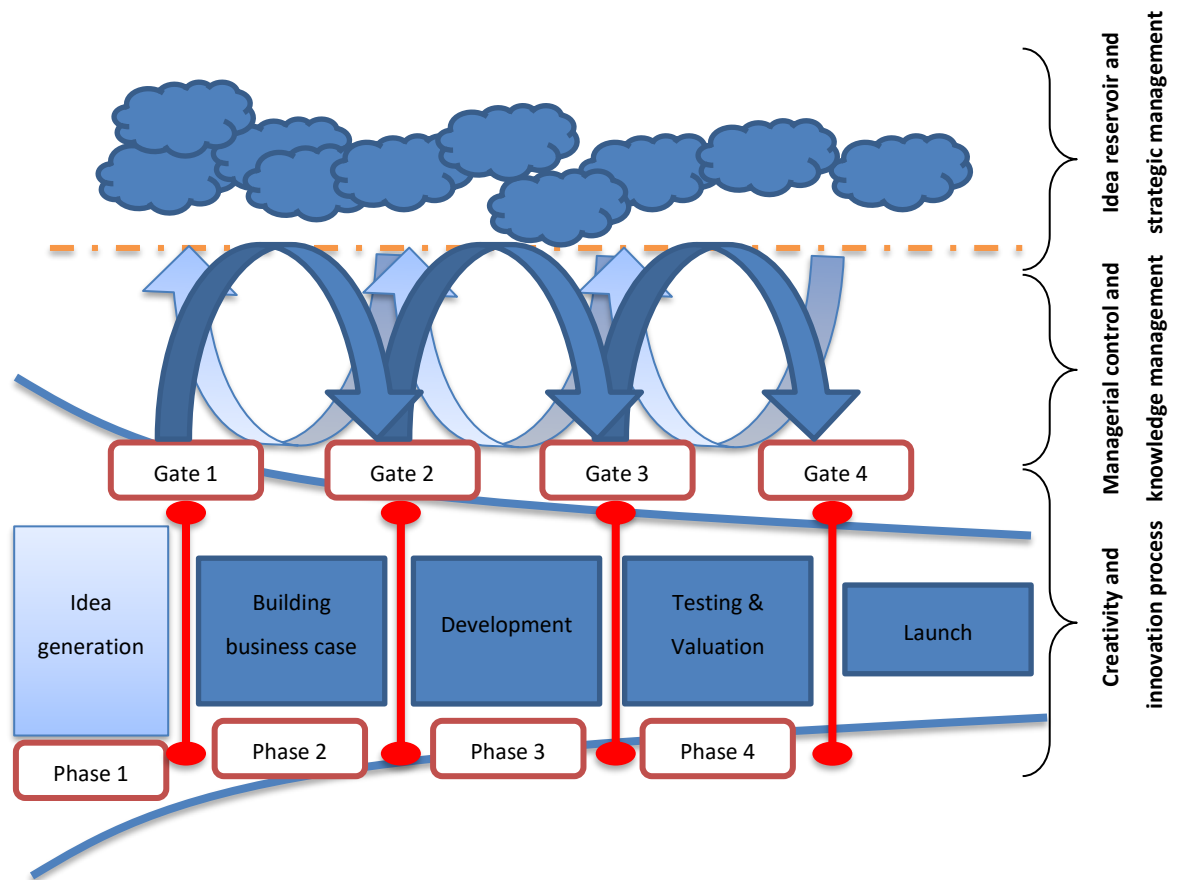 Idea reservoir and
strategic management
Managerial control and
knowledge management
Gate 1
Gate 2
Gate 3
Gate 4
Idea
generation
Building
business case
Development
Testing &
Valuation
Launch
Creativity and
innovation process
Phase 1
Phase 2
Phase 3
Phase 4